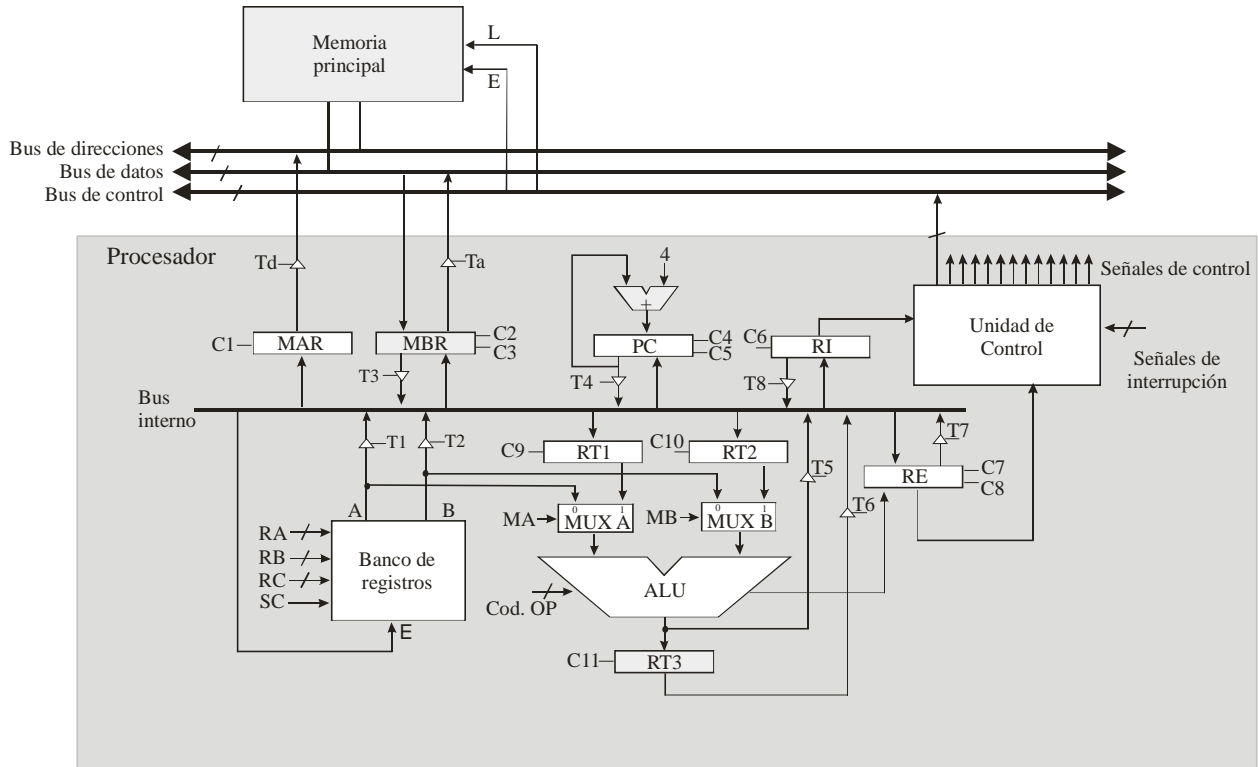 Memoria
principal
L
E
Bus de direcciones
Bus de datos
Bus de control
Procesador
Td
Ta
4
+
Señales de control
C1
MAR
MBR
C2
C3
PC
C4
C5
C6
RI
Unidad de
Control
Señales de
interrupción
T3
T4
T8
Bus
interno
T1
T2
C9
RT1
C10
RT2
T5
T7
RE
C7
C8
T6
A
B
MA
0 1
MUX A
MB
0 1
MUX B
RA
RB
RC
SC
Banco de
registros
E
Cod. OP
ALU
C11
RT3